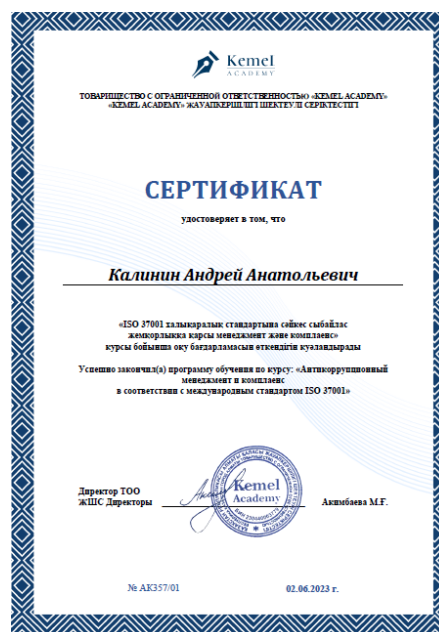 Kemel
ACADEMY
ТОВАРИЩЕСТВО С ОГРАНИЧЕННОЙ ОТВЕТСТВЕННОСТЬЮ «KEMEL ACADEMY»
«KEMEL ACADEMY» ЖАУАПКЕРШІЛІГІ ШЕКТЕУЛІ СЕРІКТЕСТІГІ
СЕРТИФИКАТ
удостоверяет в том, что
Калинин Андрей Анатольевич
«ISO 37001 халықаралық стандартына сәйкес сыбайлас
жемқорлыққа қарсы менеджмент және комплаенс»
курсы бойынша оқу бағдарламасын өткендігін куәландырады
Успешно закончил(а) программу обучения по курсу: «Антикоррупционный
менеджмент и комплаенс
в соответствии с международным стандартом ISO 37001»
Директор ТОО
ЖШС Директоры
Kemel
Academy
Акимбаева М.Ғ.
№ AK357/01
02.06.2023 г.